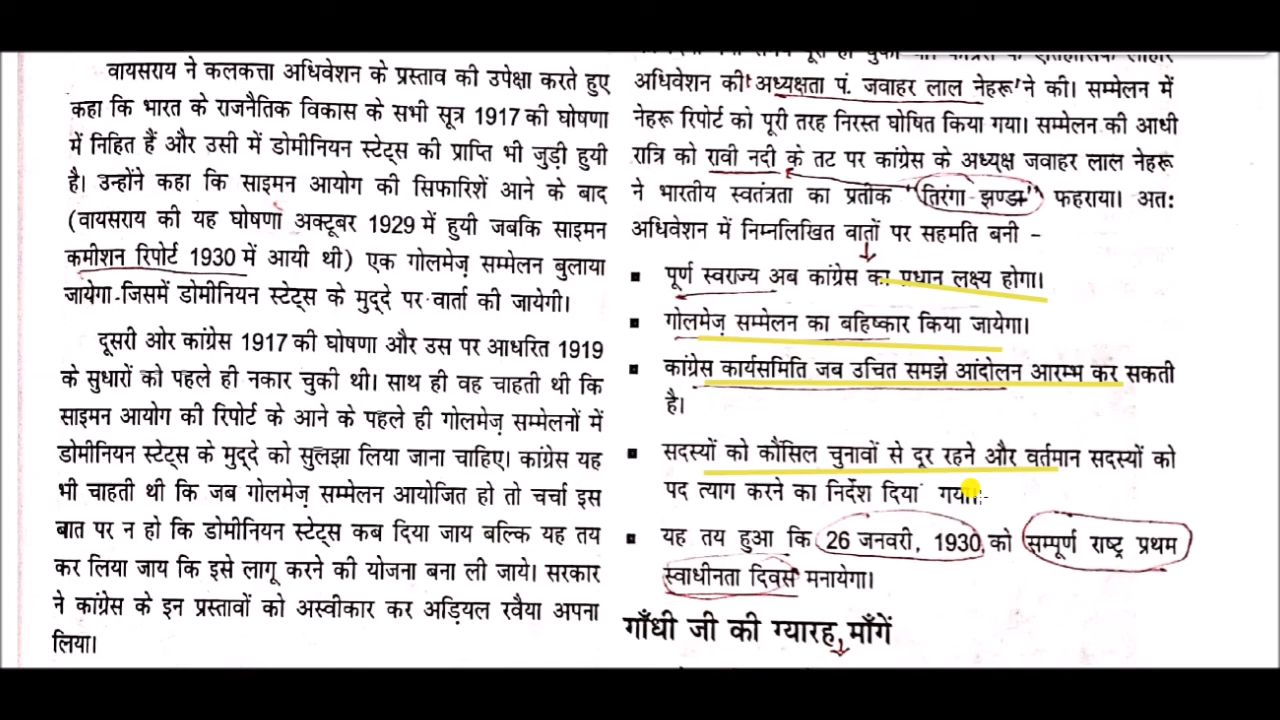 वायसराय ने कलकत्ता अधिवेशन के प्रस्ताव की उपेक्षा करते हुए
कहा कि भारत के राजनैतिक विकास के सभी सूत्र 1917 की घोषणा
में निहित हैं और उसी में डोमीनियन स्टेट्स की प्राप्ति भी जुड़ी हुयी
है। उन्होंने कहा कि साइमन आयोग की सिफारिशें आने के बाद
(वायसराय की यह घोषणा अक्टूबर 1929 में हुयी जबकि साइमन
कमीशन रिपोर्ट 1930 में आयी थी) एक गोलमेज़ सम्मेलन बुलाया
जायेगा-जिसमें डोमीनियन स्टेट्स के मुद्दे पर वार्ता की जायेगी।
दूसरी ओर कांग्रेस 1917 की घोषणा और उस पर आधरित 1919
के सुधारों को पहले ही नकार चुकी थी। साथ ही वह चाहती थी कि
साइमन आयोग की रिपोर्ट के आने के पहले ही गोलमेज़ सम्मेलनों में
डोमीनियन स्टेट्स के मुद्दे को सुलझा लिया जाना चाहिए। कांग्रेस यह
भी चाहती थी कि जब गोलमेज़ सम्मेलन आयोजित हो तो चर्चा इस
बात पर न हो कि डोमीनियन स्टेट्स कब दिया जाय बल्कि यह तय
कर लिया जाय कि इसे लागू करने की योजना बना ली जाये। सरकार
ने कांग्रेस के इन प्रस्तावों को अस्वीकार कर अड़ियल रवैया अपना
लिया।
अधिवेशन की अध्यक्षता पं. जवाहर लाल नेहरू ने की। सम्मेलन में
नेहरू रिपोर्ट को पूरी तरह निरस्त घोषित किया गया। सम्मेलन की आधी
रात्रि को रावी नदी के तट पर कांग्रेस के अध्यक्ष जवाहर लाल नेहरू
ने भारतीय स्वतंत्रता का प्रतीक "तिरंगा-झण्डा" फहराया। अत:
अधिवेशन में निम्नलिखित बातों पर सहमति बनी -
▪ पूर्ण स्वराज्य अब कांग्रेस का प्रधान लक्ष्य होगा।
▪ गोलमेज़ सम्मेलन का बहिष्कार किया जायेगा।
▪ कांग्रेस कार्यसमिति जब उचित समझे आंदोलन आरम्भ कर सकती
है।
▪ सदस्यों को कौंसिल चुनावों से दूर रहने और वर्तमान सदस्यों को
पद त्याग करने का निर्देश दिया गया।
▪ यह तय हुआ कि 26 जनवरी, 1930 को सम्पूर्ण राष्ट्र प्रथम
स्वाधीनता दिवस मनायेगा।
गाँधी जी की ग्यारह माँगें